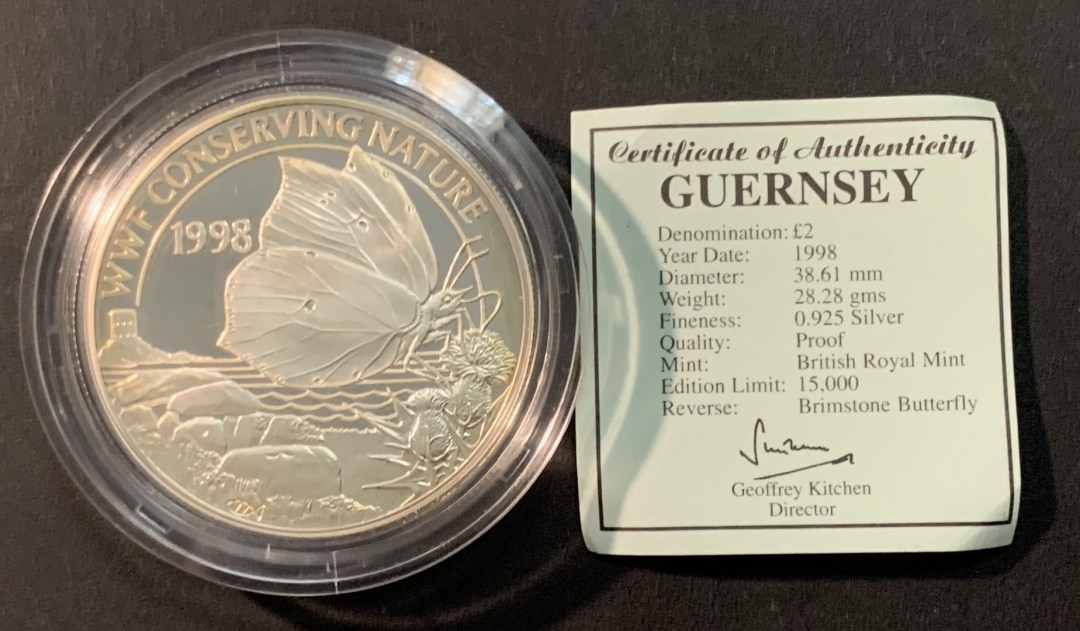 WWF CONSERVING NATURE
1998
Certificate of Authenticity
GUERNSEY
Denomination: £2
Year Date: 1998
Diameter: 38.61 mm
Weight: 28.28 gms
Fineness: 0.925 Silver
Quality: Proof
Mint: British Royal Mint
Edition Limit: 15,000
Reverse: Brimstone Butterfly
Geoffrey Kitchen
Director